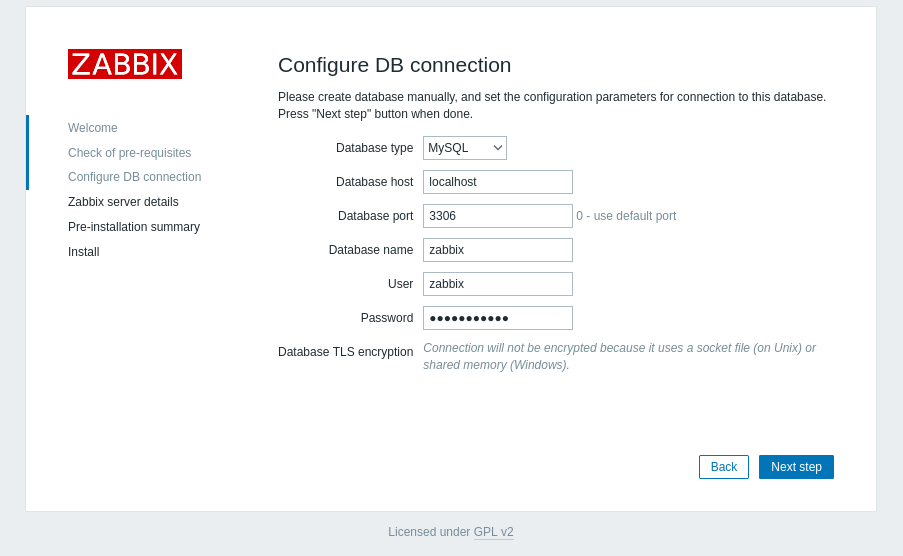 ZABBIX
Welcome
Check of pre-requisites
Configure DB connection
Zabbix server details
Pre-installation summary
Install
Configure DB connection
Please create database manually, and set the configuration parameters for connection to this database.
Press "Next step" button when done.
Database type MySQL
Database host localhost
Database port 3306 0 - use default port
Database name zabbix
User zabbix
Password ●●●●●●●●●●●
Database TLS encryption Connection will not be encrypted because it uses a socket file (on Unix) or
shared memory (Windows).
Back Next step
Licensed under GPL v2